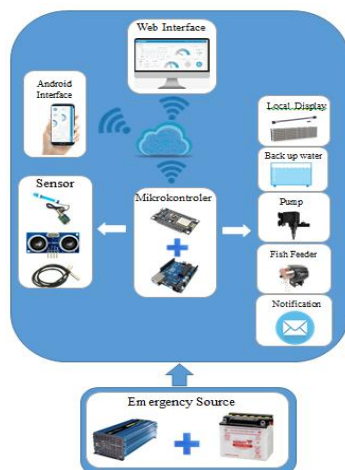 Web Interface
Android
Interface
Local Display
Back up water
Sensor
Mikrokontroler
Pump
Fish Feeder
Notification
Emergency Source